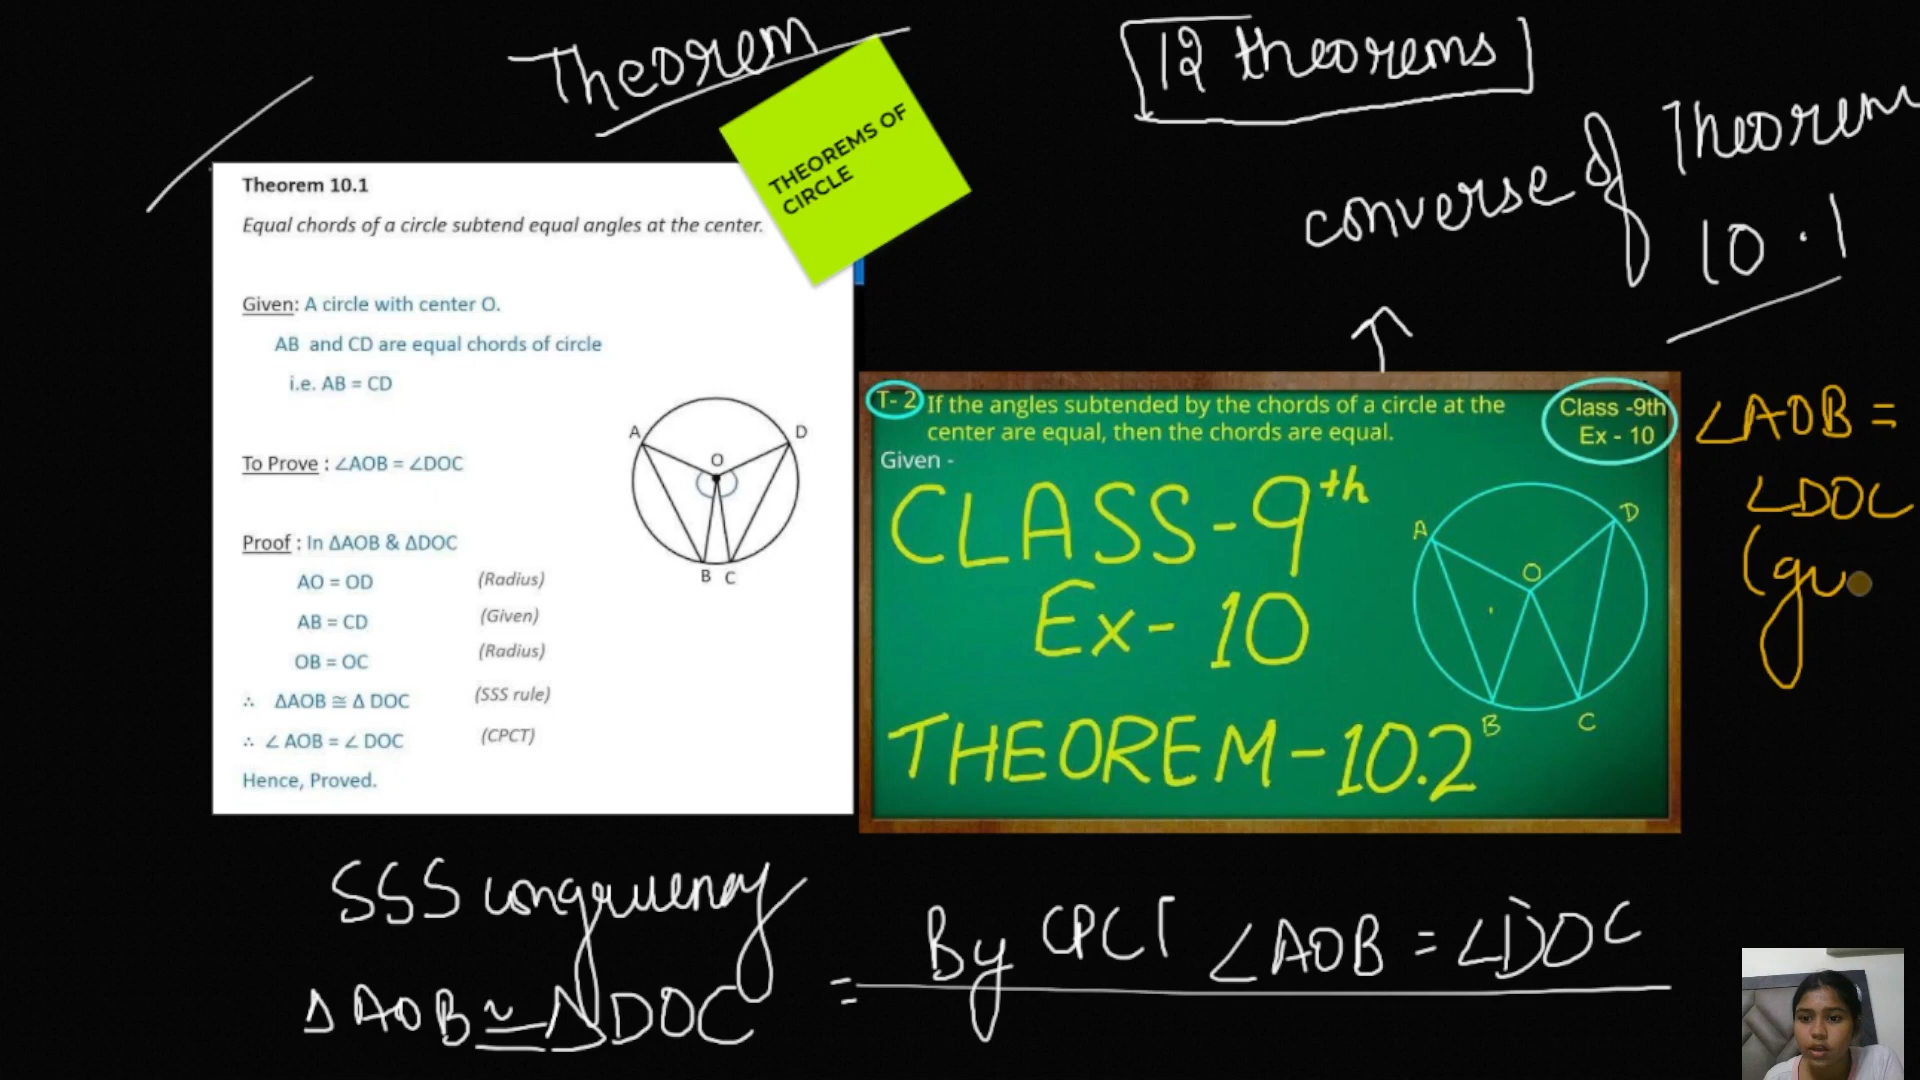 Theorem
12 theorems
converse of Theorem
10.1
THEOREMS OF
CIRCLE
Theorem 10.1
Equal chords of a circle subtend equal angles at the center.
Given: A circle with center O.
AB and CD are equal chords of circle
i.e. AB = CD
To Prove : ∠AOB = ∠DOC
Proof : In ΔAOB & ΔDOC
AO = OD (Radius)
AB = CD (Given)
OB = OC (Radius)
∴ ΔAOB ≅ Δ DOC (SSS rule)
∴ ∠ AOB = ∠ DOC (CPCT)
Hence, Proved.
A
D
O
B C
T- 2 If the angles subtended by the chords of a circle at the
center are equal, then the chords are equal.
Class -9th
Ex - 10
Given -
CLASS-9th
Ex- 10
THEOREM-10.2
A
D
O
B
C
∠AOB =
∠DOC
SSS congruency
ΔAOB ≅ ΔDOC
= By CPCT ∠AOB = ∠DOC